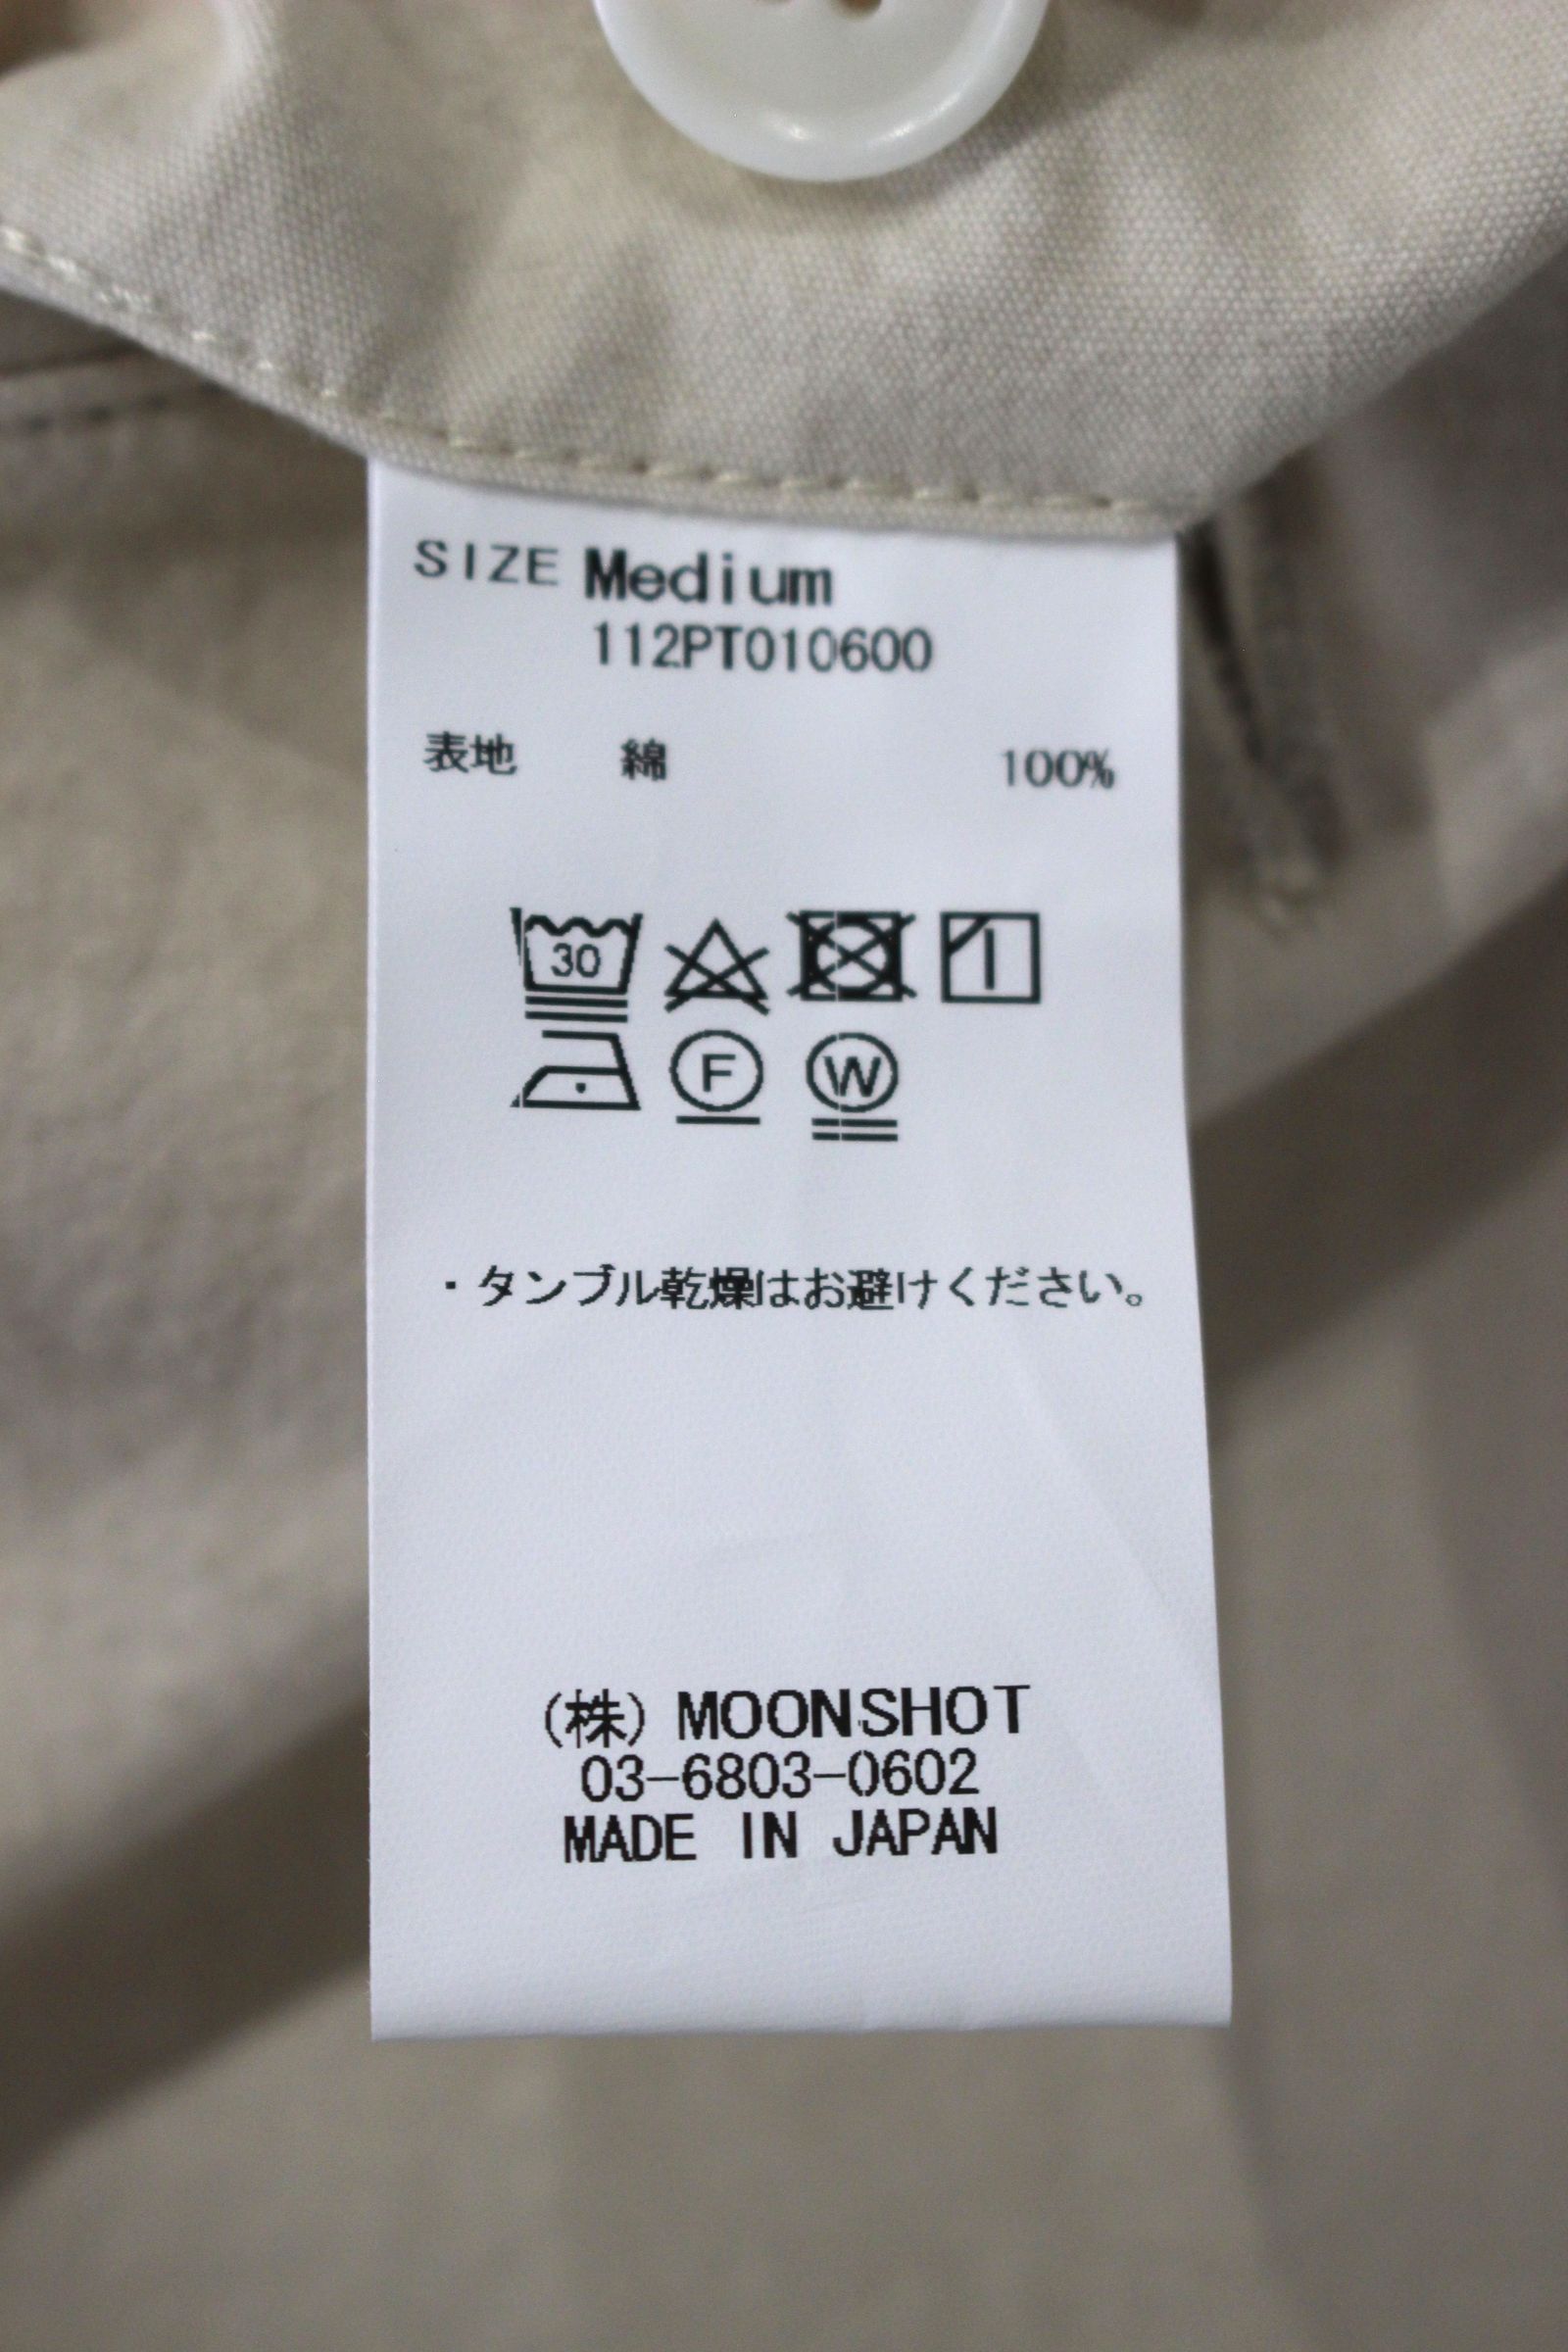 SIZE Medium
112PT010600
表地 綿 100%
30
F W
・タンブル乾燥はお避けください。
(株) MOONSHOT
03-6803-0602
MADE IN JAPAN